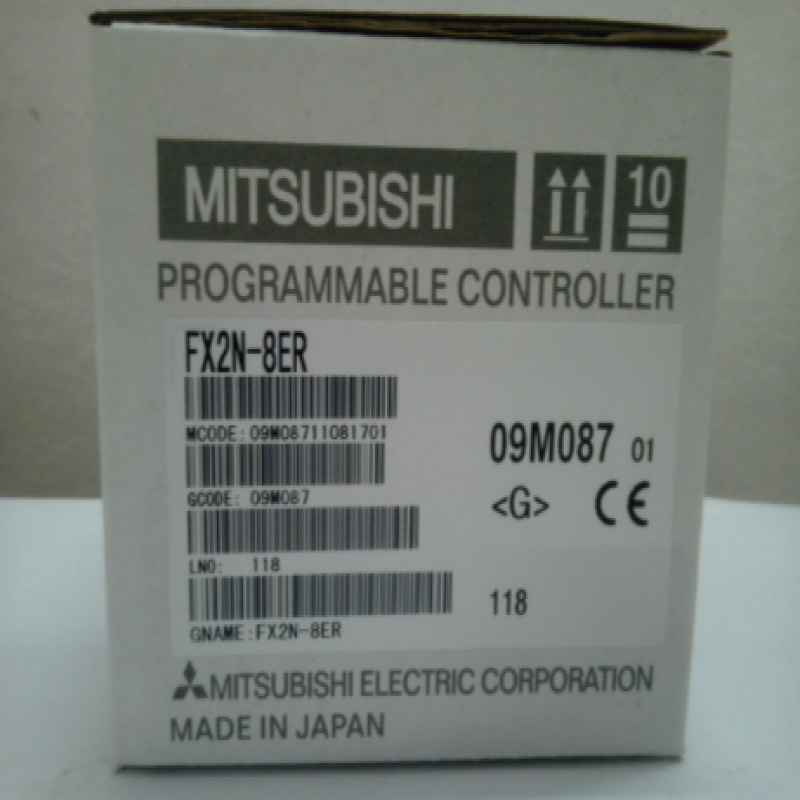 MITSUBISHI
10
PROGRAMMABLE CONTROLLER
FX2N-8ER
MCODE:09M08711081701
09M087 01
GCODE: 09M087
<G> CE
LNO: 118
118
GNAME:FX2N-8ER
MITSUBISHI ELECTRIC CORPORATION
MADE IN JAPAN